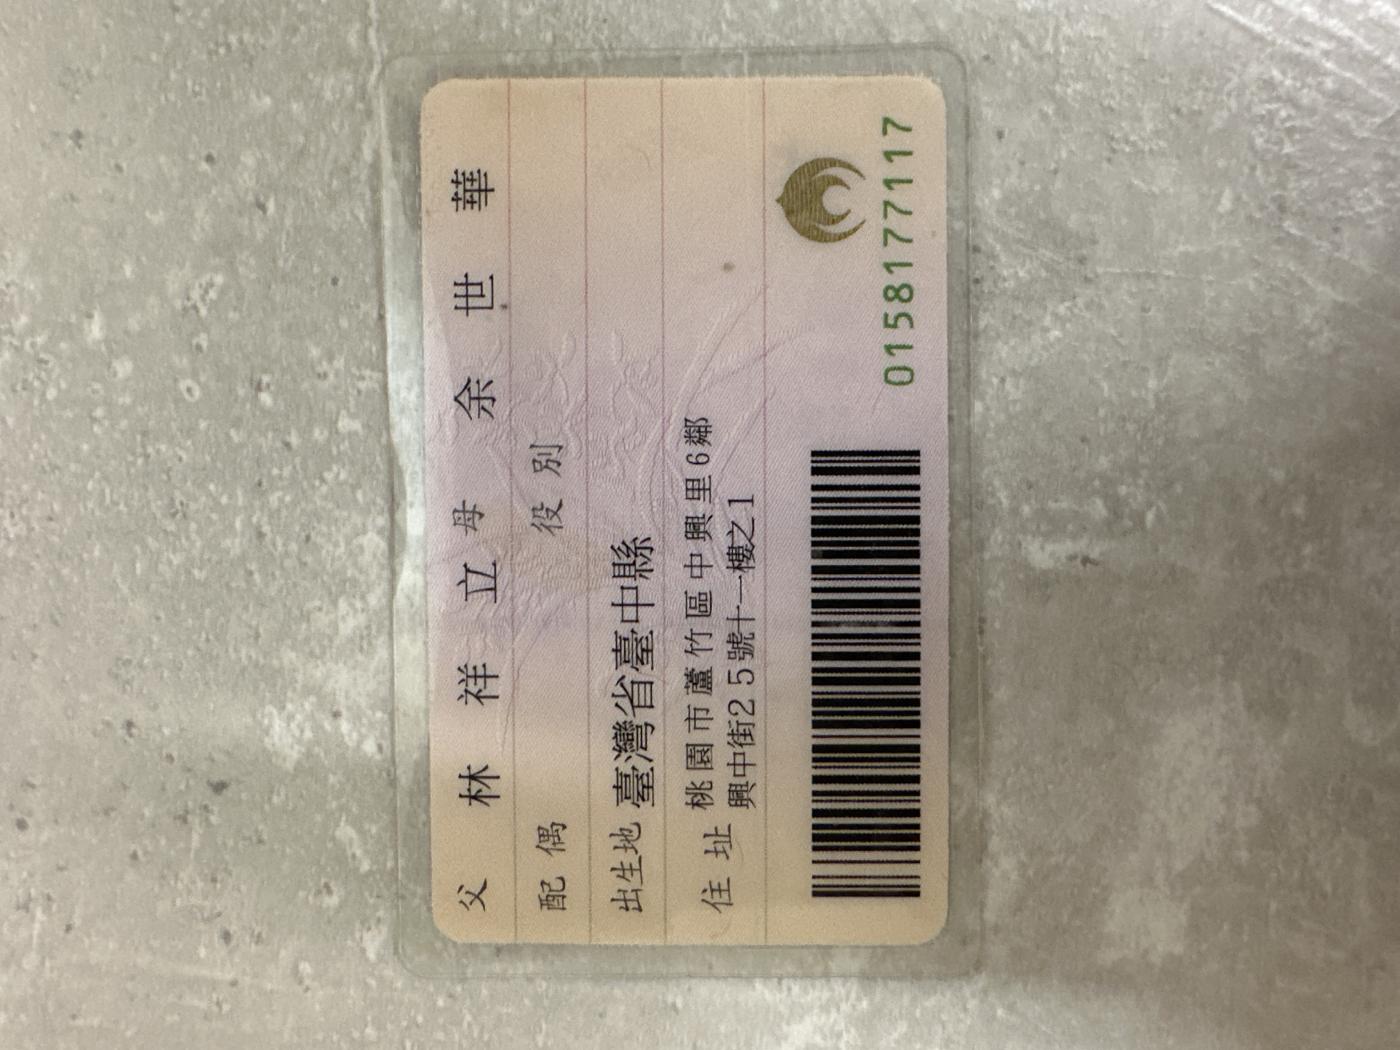 父 林祥立 母 余世華
配偶 役別
出生地 臺灣省臺中縣
住址 桃園市蘆竹區中興里6鄰
興中街25號十一樓之1
0158177117